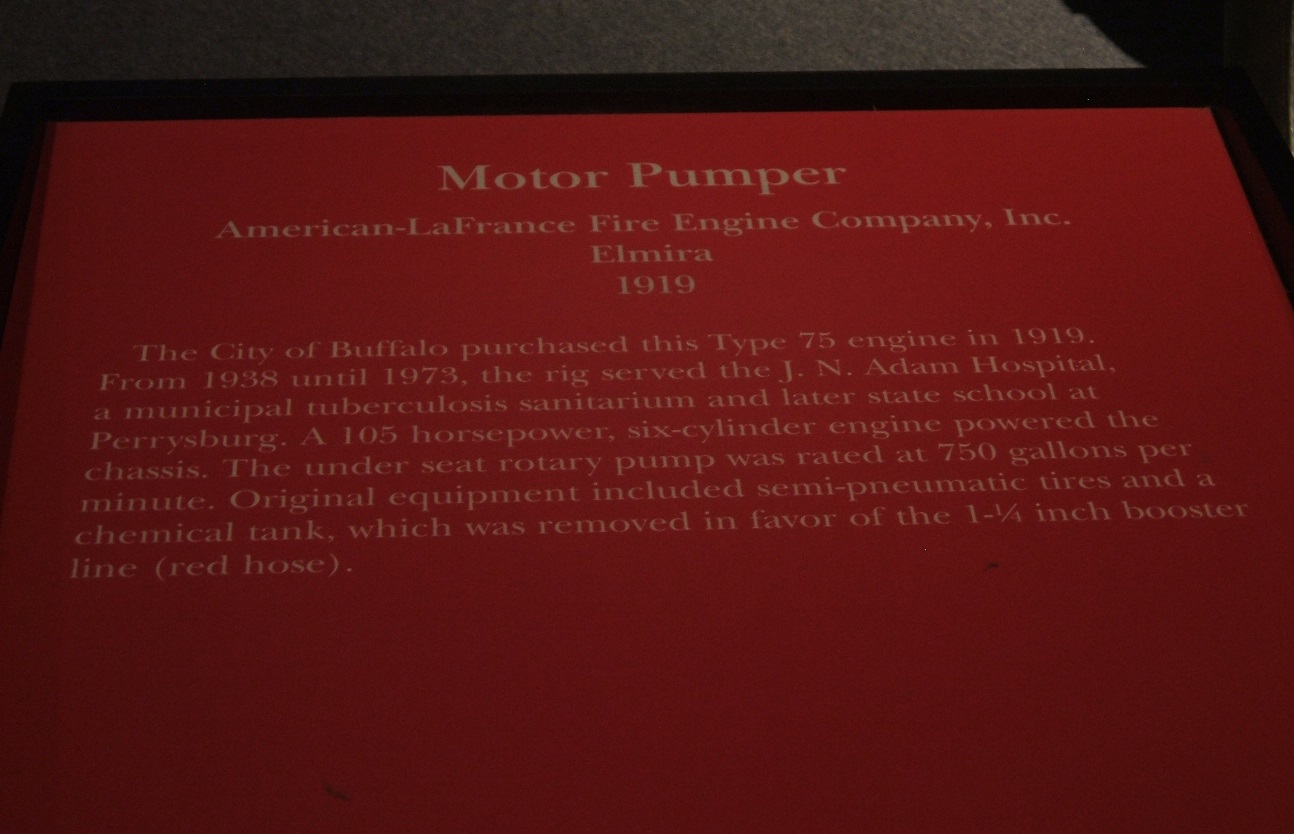 Motor Pumper
American-LaFrance Fire Engine Company, Inc.
Elmira
1919
The City of Buffalo purchased this Type 75 engine in 1919.
From 1938 until 1973, the rig served the J. N. Adam Hospital,
a municipal tuberculosis sanitarium and later state school at
Perrysburg. A 105 horsepower, six-cylinder engine powered the
chassis. The under seat rotary pump was rated at 750 gallons per
minute. Original equipment included semi-pneumatic tires and a
chemical tank, which was removed in favor of the 1-¼ inch booster
line (red hose).